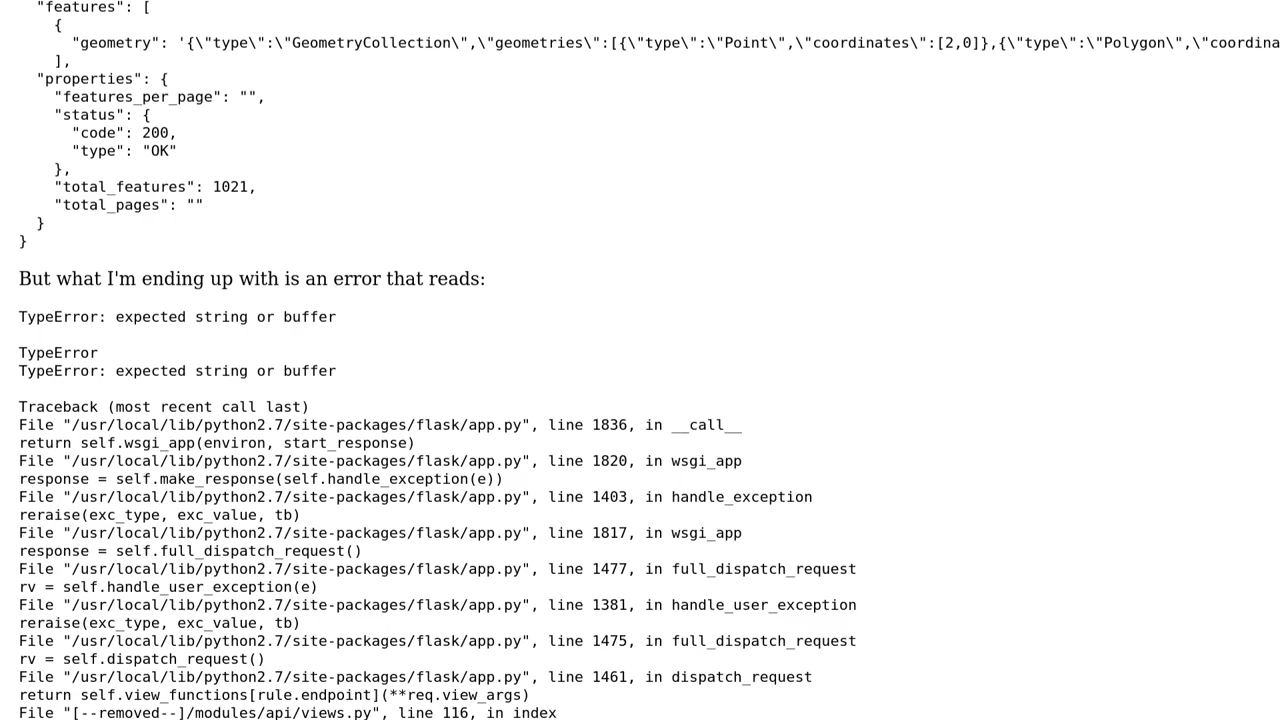 "features": [
{
"geometry": '{\"type\":\"GeometryCollection\",\"geometries\":[{\"type\":\"Point\",\"coordinates\":[2,0]},{\"type\":\"Polygon\",\"coordina
],
"properties": {
"features_per_page": "",
"status": {
"code": 200,
"type": "OK"
},
"total_features": 1021,
"total_pages": ""
}
}
But what I'm ending up with is an error that reads:
TypeError: expected string or buffer
TypeError
TypeError: expected string or buffer
Traceback (most recent call last)
File "/usr/local/lib/python2.7/site-packages/flask/app.py", line 1836, in __call__
return self.wsgi_app(environ, start_response)
File "/usr/local/lib/python2.7/site-packages/flask/app.py", line 1820, in wsgi_app
response = self.make_response(self.handle_exception(e))
File "/usr/local/lib/python2.7/site-packages/flask/app.py", line 1403, in handle_exception
reraise(exc_type, exc_value, tb)
File "/usr/local/lib/python2.7/site-packages/flask/app.py", line 1817, in wsgi_app
response = self.full_dispatch_request()
File "/usr/local/lib/python2.7/site-packages/flask/app.py", line 1477, in full_dispatch_request
rv = self.handle_user_exception(e)
File "/usr/local/lib/python2.7/site-packages/flask/app.py", line 1381, in handle_user_exception
reraise(exc_type, exc_value, tb)
File "/usr/local/lib/python2.7/site-packages/flask/app.py", line 1475, in full_dispatch_request
rv = self.dispatch_request()
File "/usr/local/lib/python2.7/site-packages/flask/app.py", line 1461, in dispatch_request
return self.view_functions[rule.endpoint](**req.view_args)
File "[--removed--]/modules/api/views.py", line 116, in index